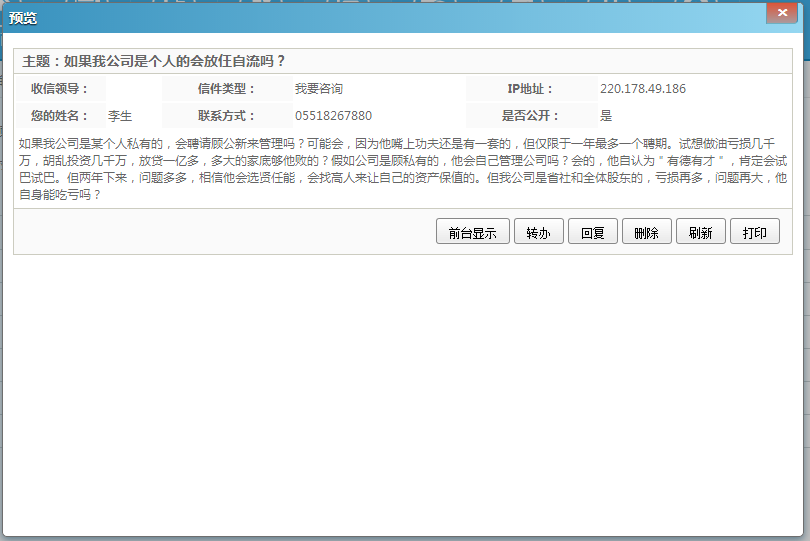 预览
主题：如果我公司是个人的会放任自流吗？
收信领导： 信件类型： 我要咨询 IP地址： 220.178.49.186
您的姓名： 李生 联系方式： 05518267880 是否公开： 是
如果我公司是某个人私有的，会聘请顾公新来管理吗？可能会，因为他嘴上功夫还是有一套的，但仅限于一年最多一个聘期。试想做油亏损几千
万，胡乱投资几千万，放贷一亿多，多大的家底够他败的？假如公司是顾私有的，他会自己管理公司吗？会的，他自认为＂有德有才＂，肯定会试
巴试巴。但两年下来，问题多多，相信他会选贤任能，会找高人来让自己的资产保值的。但我公司是省社和全体股东的，亏损再多，问题再大，他
自身能吃亏吗？
前台显示 转办 回复 删除 刷新 打印